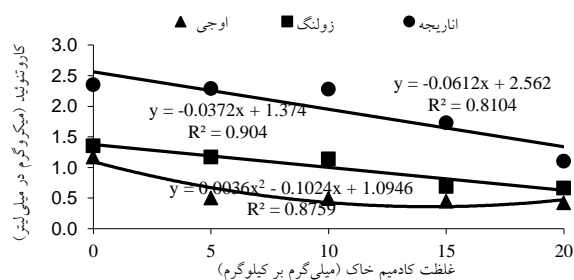 اناریجه زولنگ اوجی
کاروتنوئید (میکروگرم در میلی‌لیتر)
3.0
2.5
2.0
1.5
1.0
0.5
0.0
y = -0.0612x + 2.562
R² = 0.8104
y = -0.0372x + 1.374
R² = 0.904
y = 0.0036x² - 0.1024x + 1.0946
R² = 0.8759
0 5 10 15 20
غلظت کادمیم خاک (میلی‌گرم بر کیلوگرم)